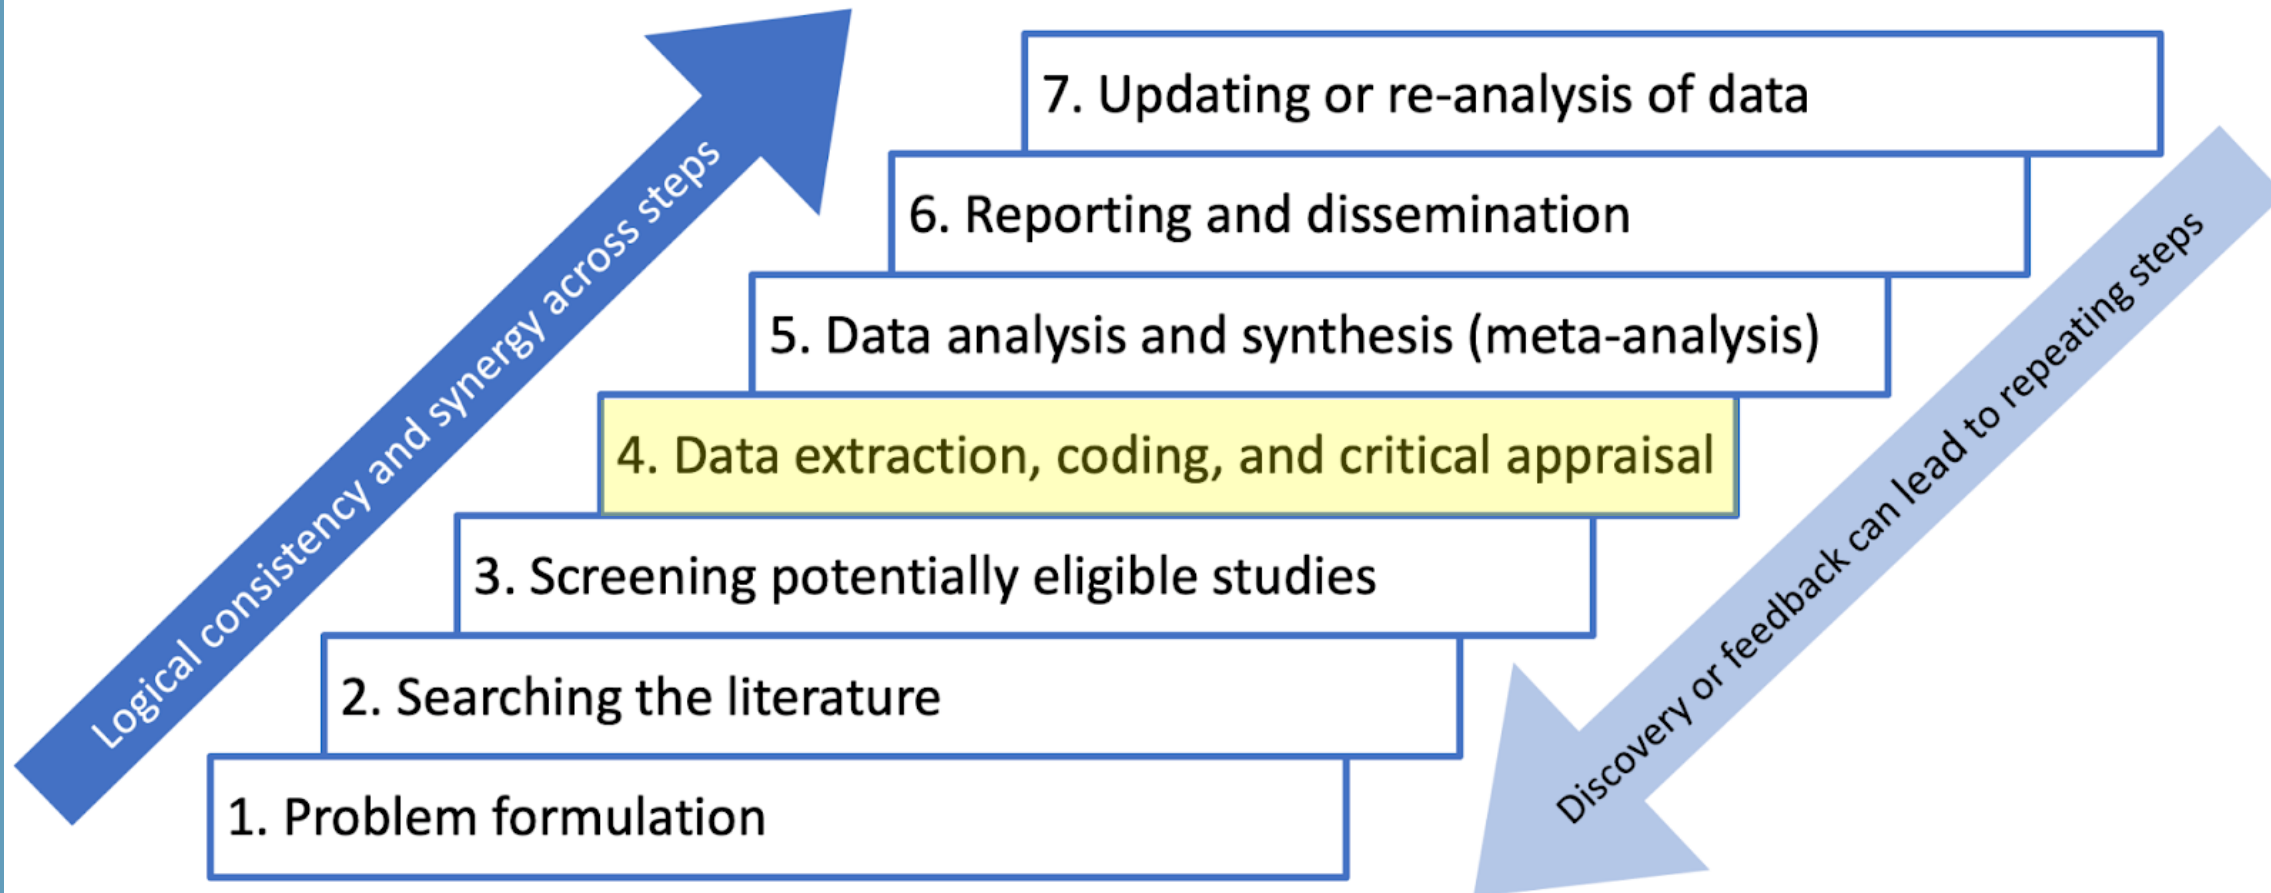 7. Updating or re-analysis of data
6. Reporting and dissemination
5. Data analysis and synthesis (meta-analysis)
4. Data extraction, coding, and critical appraisal
3. Screening potentially eligible studies
2. Searching the literature
1. Problem formulation
Logical consistency and synergy across steps
Discovery or feedback can lead to repeating steps